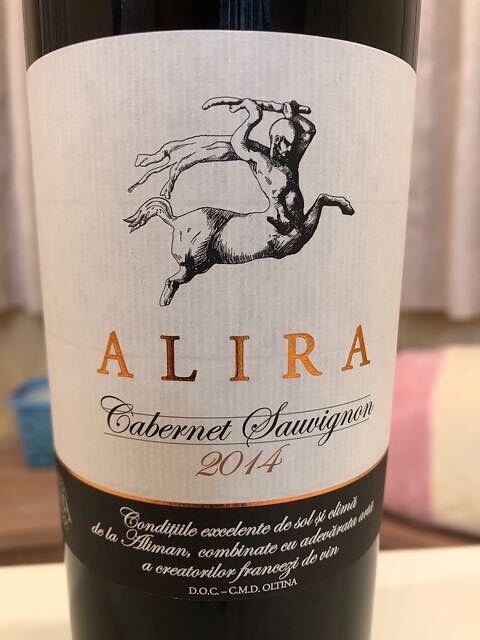 ALIRA
Cabernet Sauvignon
2014
Condițiile excelente de sol și climă
de la Aliman, combinate cu adevărata artă
a creatorilor francezi de vin
D.O.C. – C.M.D. OLTINA